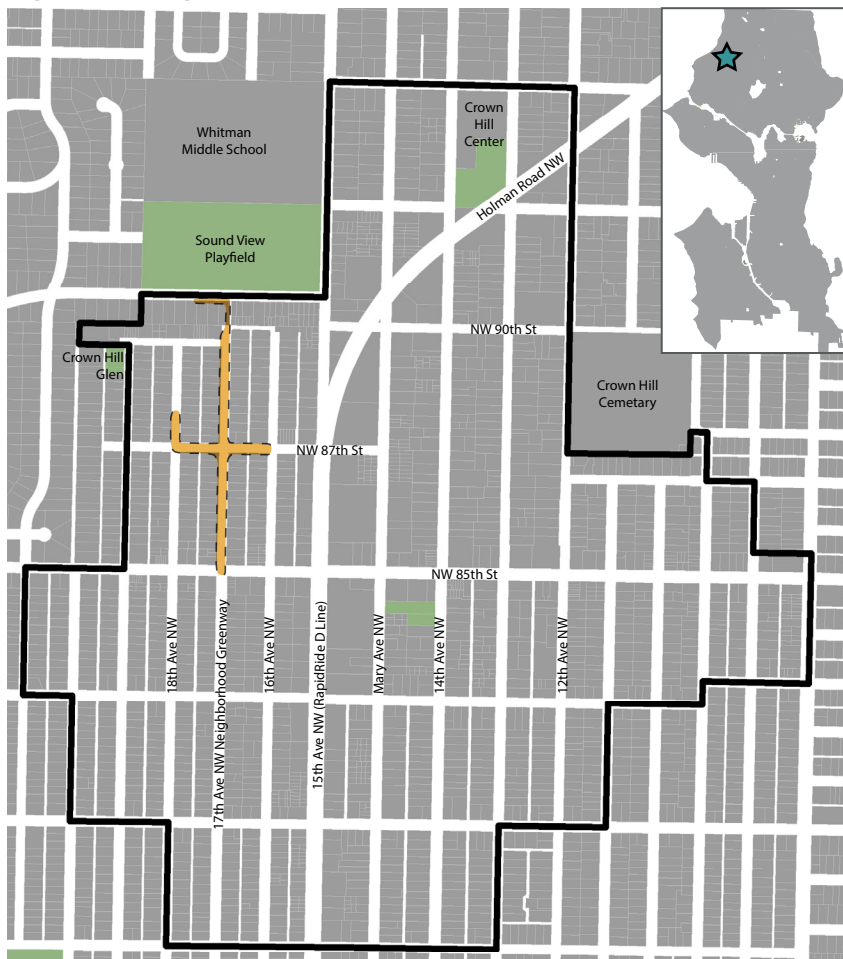 Crown
Hill
Center
Whitman
Middle School
Holman Road NW
Sound View
Playfield
NW 90th St
Crown Hill
Glen
Crown Hill
Cemetary
NW 87th St
NW 85th St
18th Ave NW
17th Ave NW Neighborhood Greenway
16th Ave NW
15th Ave NW (RapidRide D Line)
Mary Ave NW
14th Ave NW
12th Ave NW